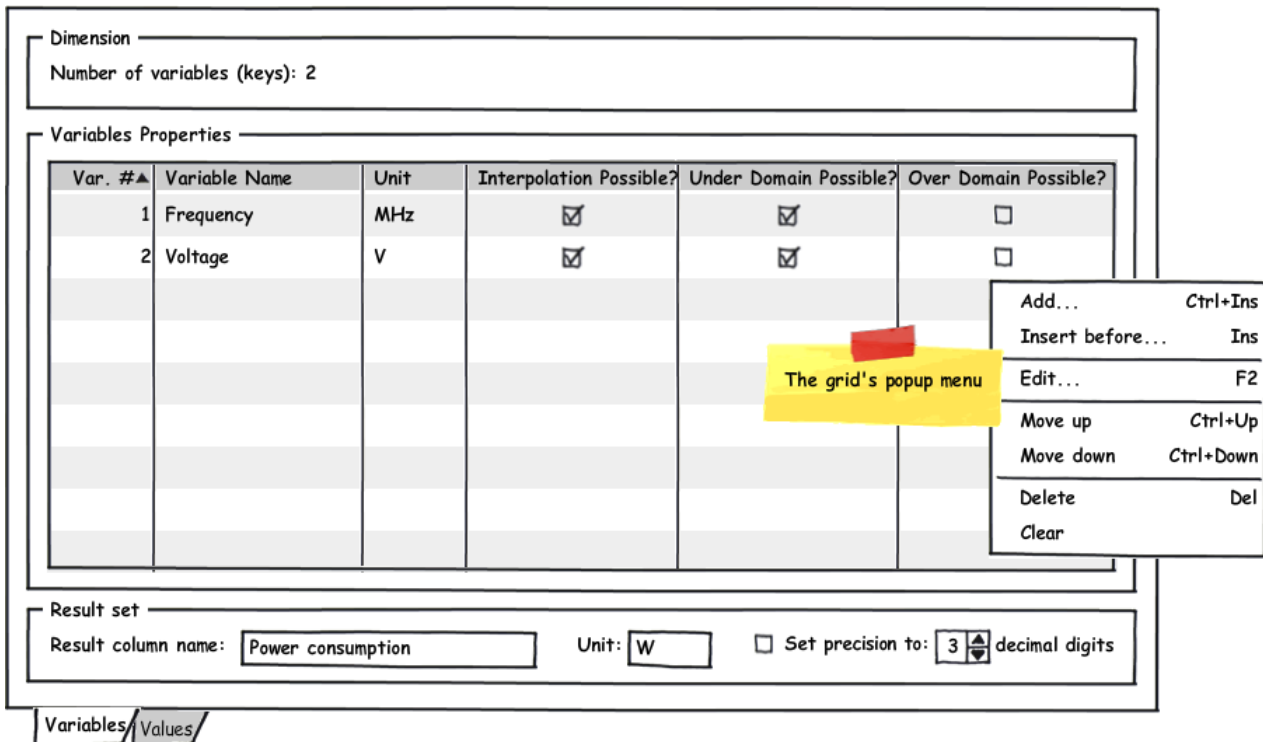 Dimension
Number of variables (keys): 2
Variables Properties
Var. # Variable Name Unit Interpolation Possible? Under Domain Possible? Over Domain Possible?
1 Frequency MHz
2 Voltage V
Add... Ctrl+Ins
Insert before... Ins
The grid's popup menu
Edit... F2
Move up Ctrl+Up
Move down Ctrl+Down
Delete Del
Clear
Result set
Result column name: Power consumption Unit: W Set precision to: 3 decimal digits
Variables Values